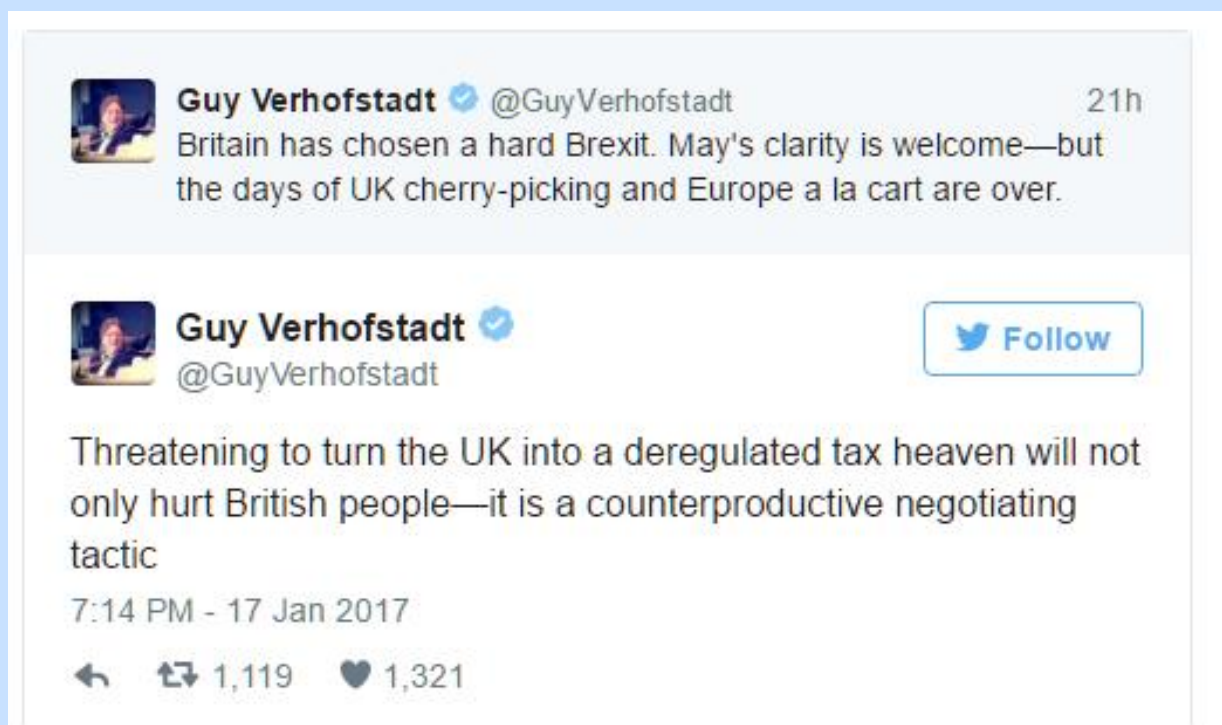 Guy Verhofstadt @GuyVerhofstadt 21h
Britain has chosen a hard Brexit. May's clarity is welcome—but
the days of UK cherry-picking and Europe a la cart are over.
Guy Verhofstadt
@GuyVerhofstadt
Follow
Threatening to turn the UK into a deregulated tax heaven will not
only hurt British people—it is a counterproductive negotiating
tactic
7:14 PM - 17 Jan 2017
1,119 1,321